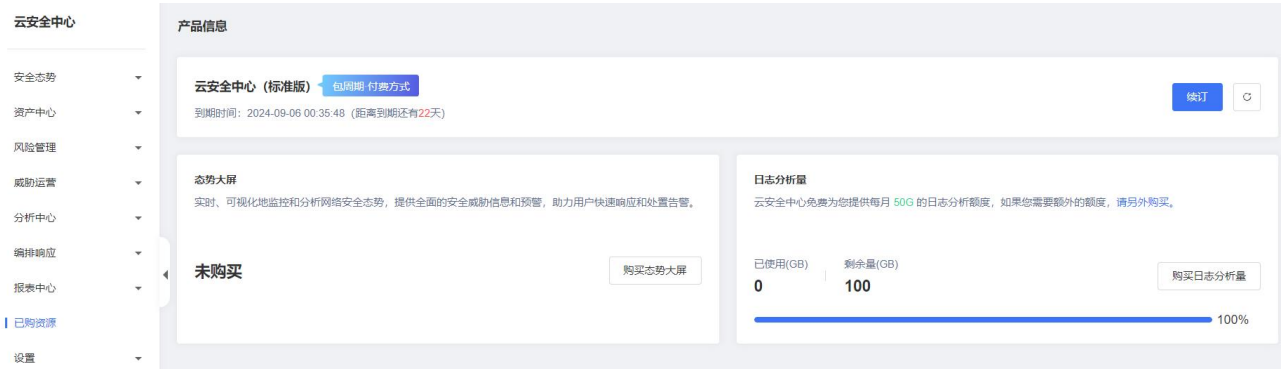 云安全中心
安全态势
资产中心
风险管理
威胁运营
分析中心
编排响应
报表中心
已购资源
设置
产品信息
云安全中心（标准版） 包周期 付费方式
到期时间：2024-09-06 00:35:48（距离到期还有22天）
续订
态势大屏
实时、可视化地监控和分析网络安全态势，提供全面的安全威胁信息和预警，助力用户快速响应和处置告警。
未购买
购买态势大屏
日志分析量
云安全中心免费为您提供每月 50G 的日志分析额度，如果您需要额外的额度，请另外购买。
已使用(GB) 剩余量(GB)
0 100
购买日志分析量
100%